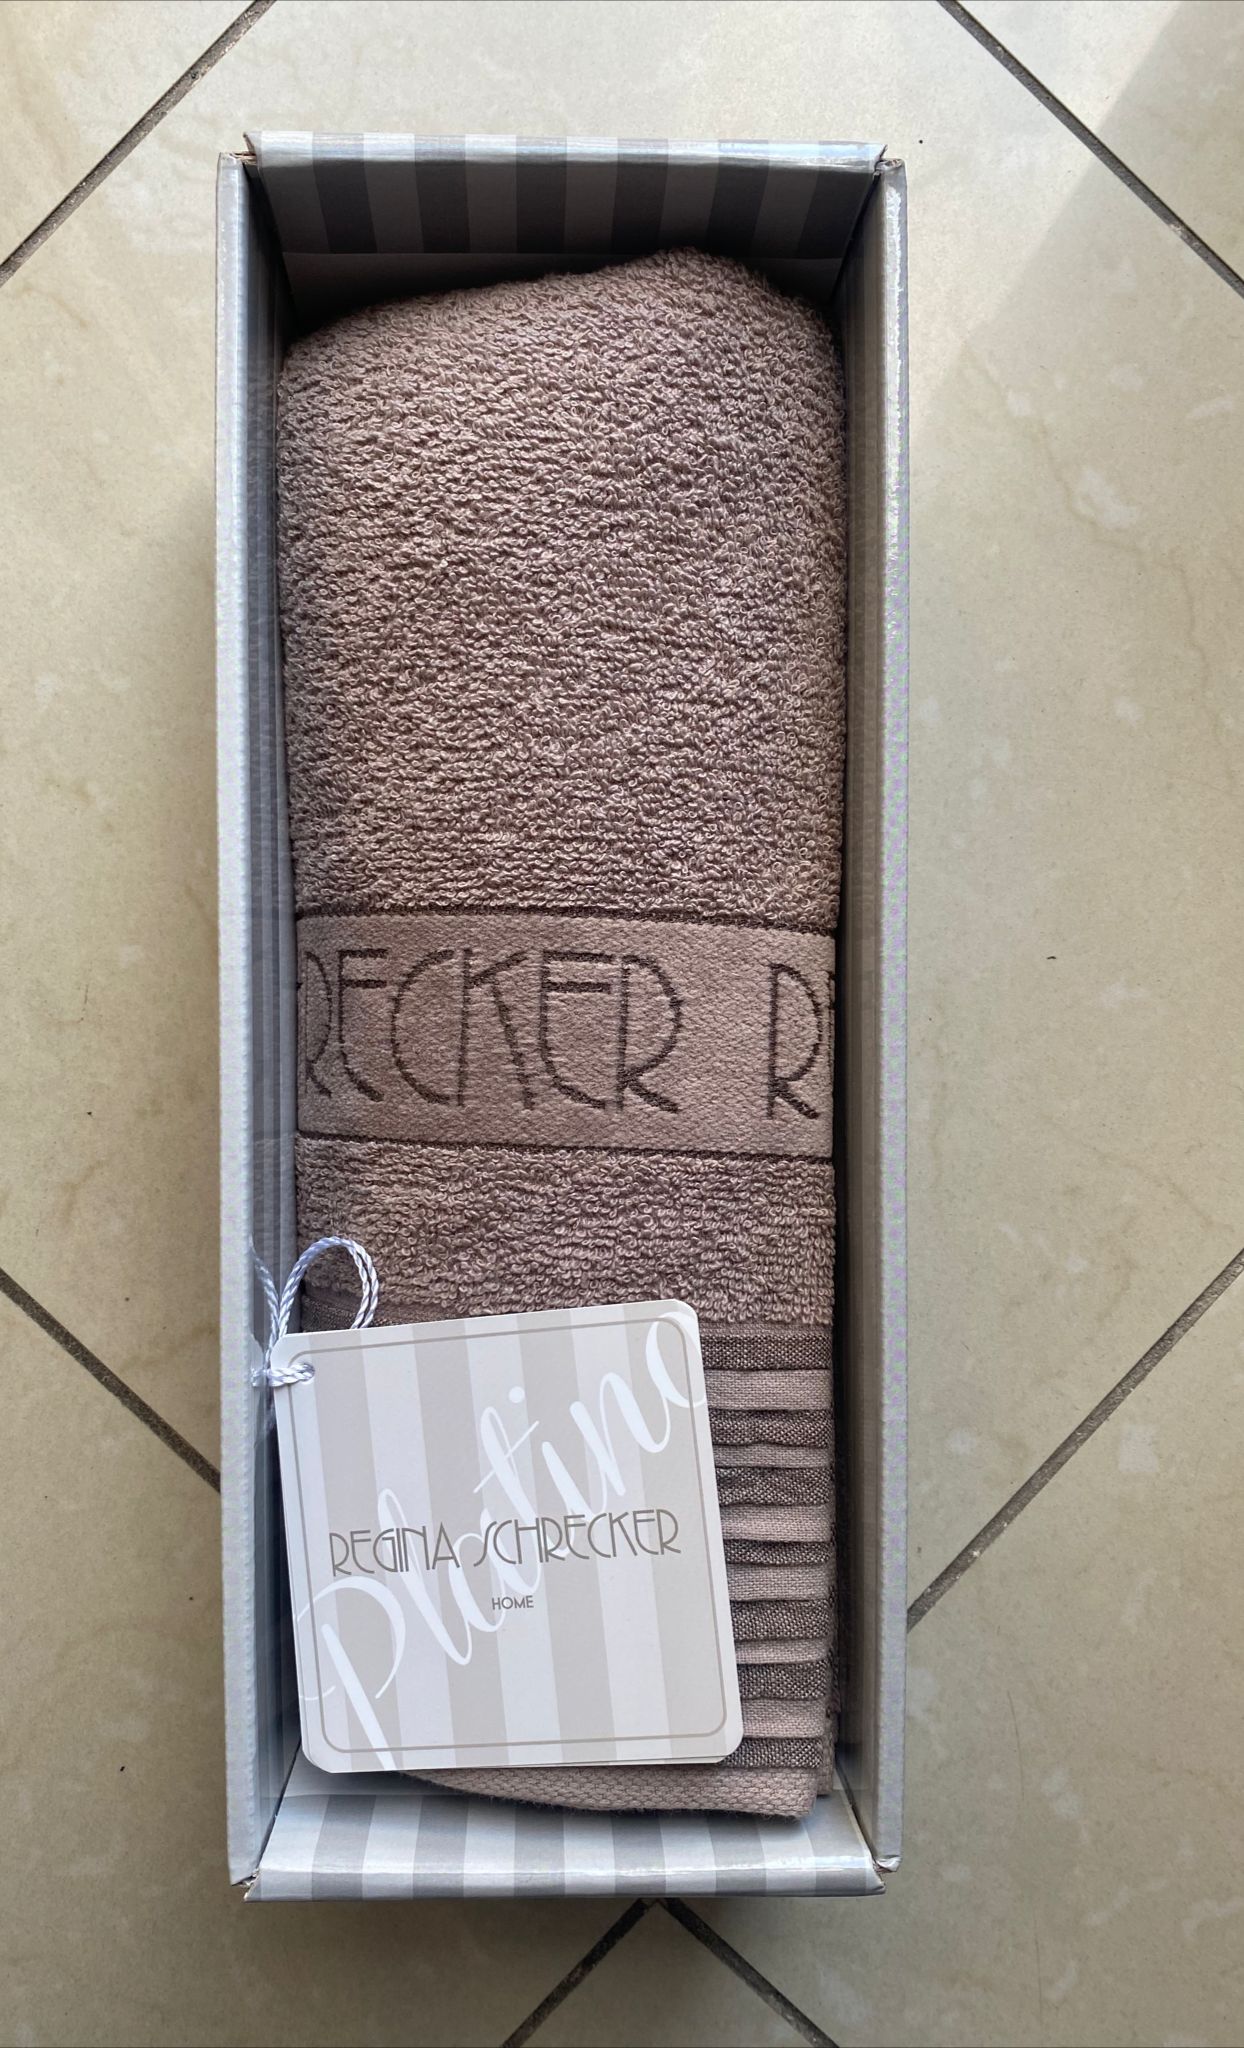 RECKER R
Platino
REGINA SCHRECKER
HOME